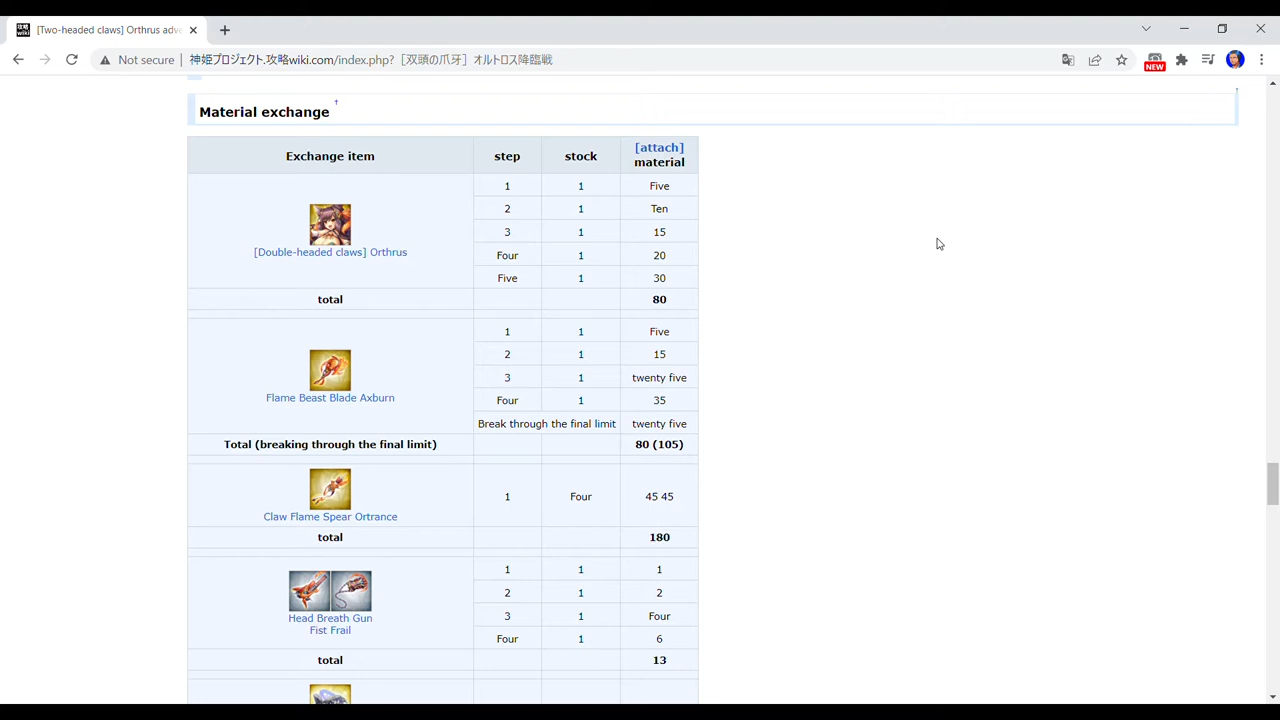 [Two-headed claws] Orthrus adve
Not secure 神姫プロジェクト.攻略wiki.com/index.php?［双頭の爪牙］オルトロス降臨戦
NEW
Material exchange †
Exchange item step stock [attach] material
[Double-headed claws] Orthrus
1 1 Five
2 1 Ten
3 1 15
Four 1 20
Five 1 30
total 80
Flame Beast Blade Axburn
1 1 Five
2 1 15
3 1 twenty five
Four 1 35
Break through the final limit twenty five
Total (breaking through the final limit) 80 (105)
Claw Flame Spear Ortrance
1 Four 45 45
total 180
Head Breath Gun
Fist Frail
1 1 1
2 1 2
3 1 Four
Four 1 6
total 13